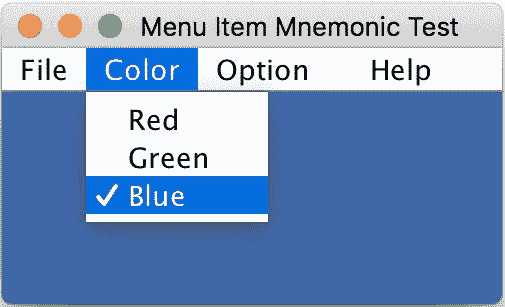 Menu Item Mnemonic Test
File Color Option Help
Red
Green
Blue